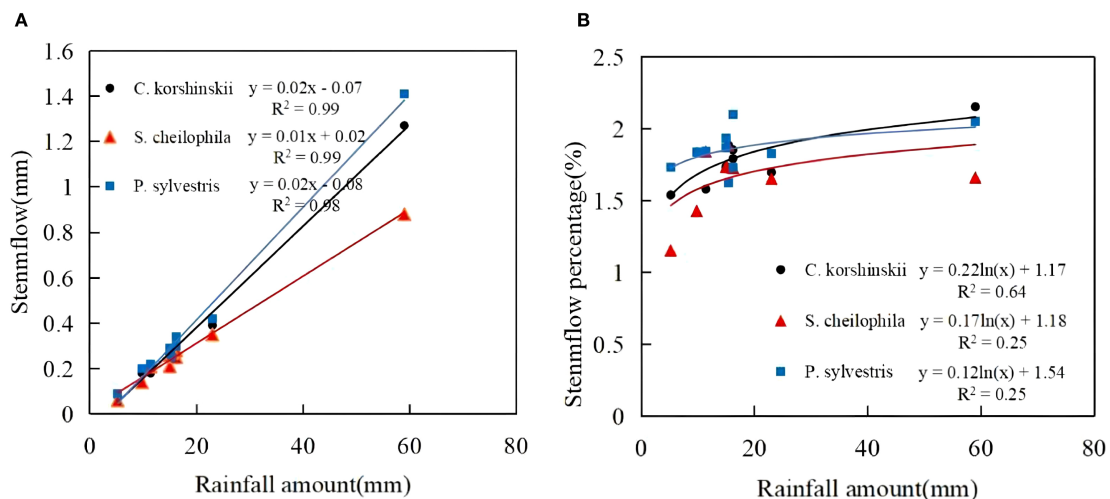 A
Stenmflow(mm)
1.6
1.4
1.2
1
0.8
0.6
0.4
0.2
0
C. korshinskii y = 0.02x - 0.07
R² = 0.99
S. cheilophila y = 0.01x + 0.02
R² = 0.99
P. sylvestris y = 0.02x - 0.08
R² = 0.98
0 20 40 60 80
Rainfall amount(mm)
B
Stenmflow percentage(%)
2.5
2
1.5
1
0.5
0
C. korshinskii y = 0.22ln(x) + 1.17
R² = 0.64
S. cheilophila y = 0.17ln(x) + 1.18
R² = 0.25
P. sylvestris y = 0.12ln(x) + 1.54
R² = 0.25
0 20 40 60 80
Rainfall amount(mm)